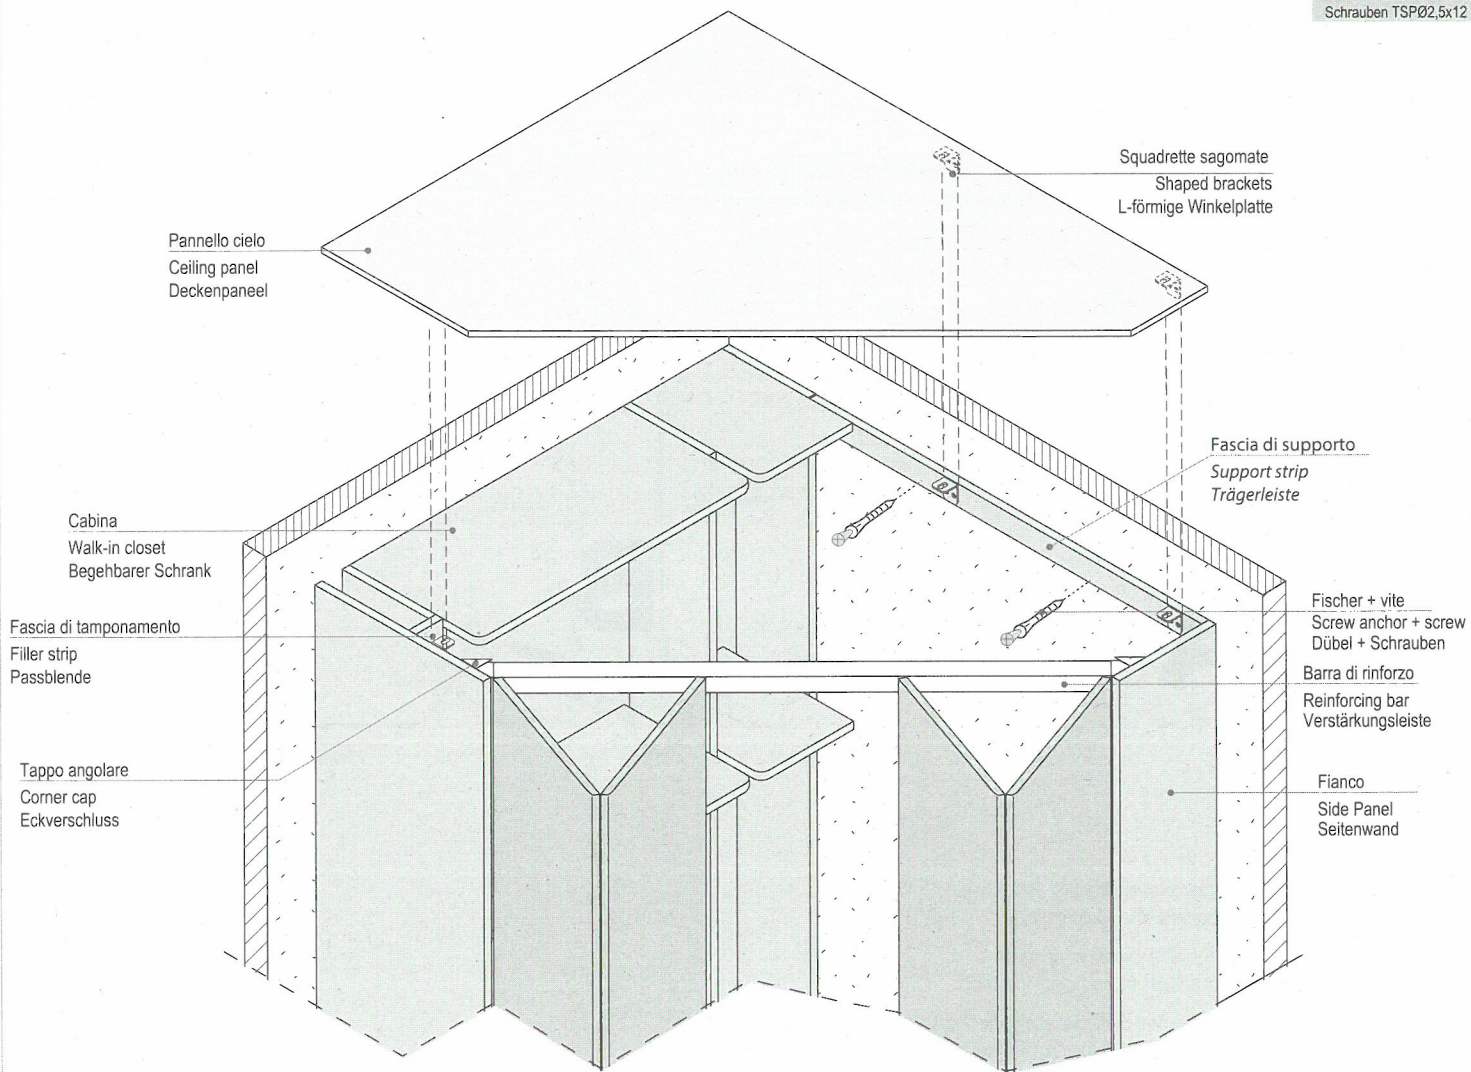 Schrauben TSPØ2,5x12
Squadrette sagomate
Shaped brackets
L-förmige Winkelplatte
Pannello cielo
Ceiling panel
Deckenpaneel
Fascia di supporto
Support strip
Trägerleiste
Cabina
Walk-in closet
Begehbarer Schrank
Fischer + vite
Screw anchor + screw
Dübel + Schrauben
Fascia di tamponamento
Filler strip
Passblende
Barra di rinforzo
Reinforcing bar
Verstärkungsleiste
Tappo angolare
Corner cap
Eckverschluss
Fianco
Side Panel
Seitenwand